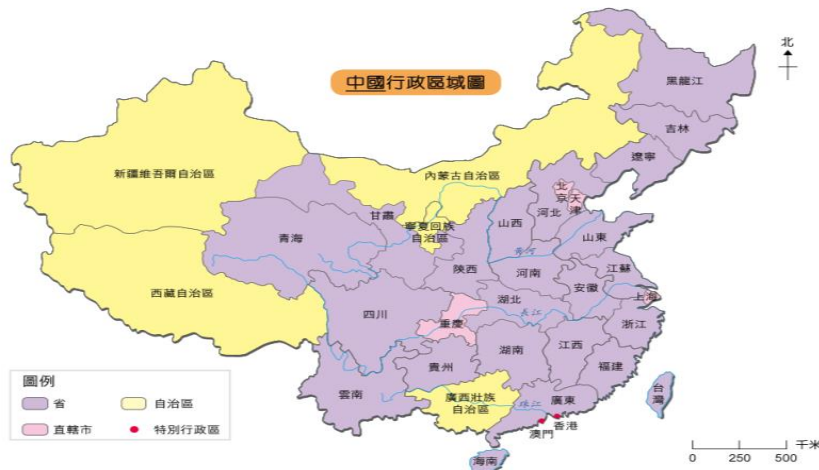 中國行政區域圖
北
黑龍江
吉林
遼寧
內蒙古自治區
新疆維吾爾自治區
北京
天津
河北
山西
甘肅
寧夏回族
自治區
山東
青海
黃河
陝西
河南
江蘇
西藏自治區
安徽
上海
四川
湖北
長江
重慶
浙江
湖南
江西
貴州
福建
雲南
廣西壯族
自治區
珠江
廣東
台灣
香港
澳門
海南
圖例
省
自治區
直轄市
特別行政區
千米
0 250 500